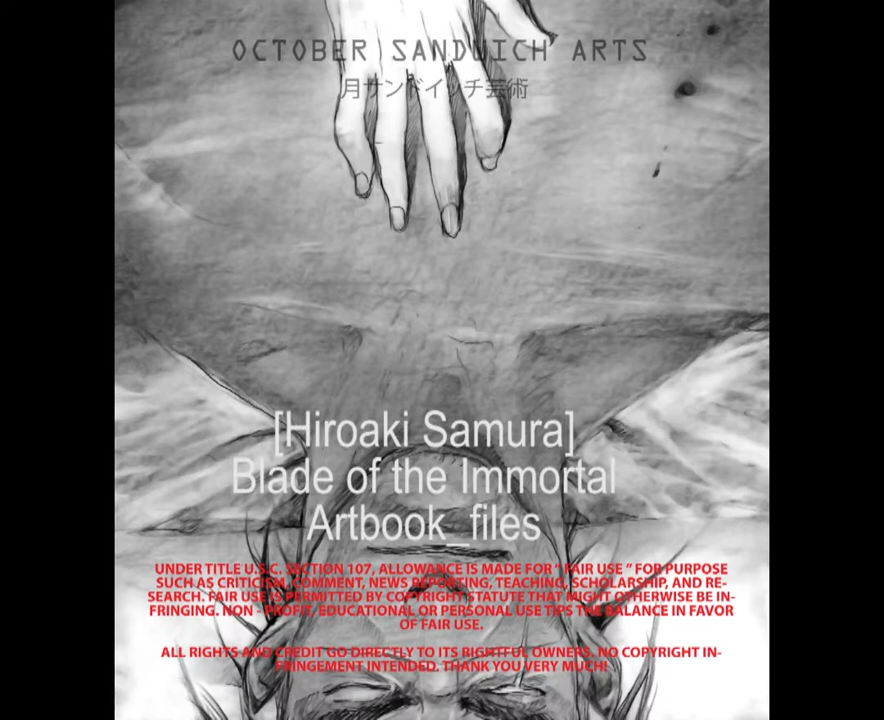 OCTOBER SANDWICH ARTS
月サンドイッチ芸術
[Hiroaki Samura]
Blade of the Immortal
Artbook_files
UNDER TITLE U.S.C. SECTION 107, ALLOWANCE IS MADE FOR " FAIR USE " FOR PURPOSE
SUCH AS CRITICISM, COMMENT, NEWS REPORTING, TEACHING, SCHOLARSHIP, AND RE-
SEARCH. FAIR USE IS PERMITTED BY COPYRIGHT STATUTE THAT MIGHT OTHERWISE BE IN-
FRINGING. NON - PROFIT, EDUCATIONAL OR PERSONAL USE TIPS THE BALANCE IN FAVOR
OF FAIR USE.
ALL RIGHTS AND CREDIT GO DIRECTLY TO ITS RIGHTFUL OWNERS. NO COPYRIGHT IN-
FRINGEMENT INTENDED. THANK YOU VERY MUCH!